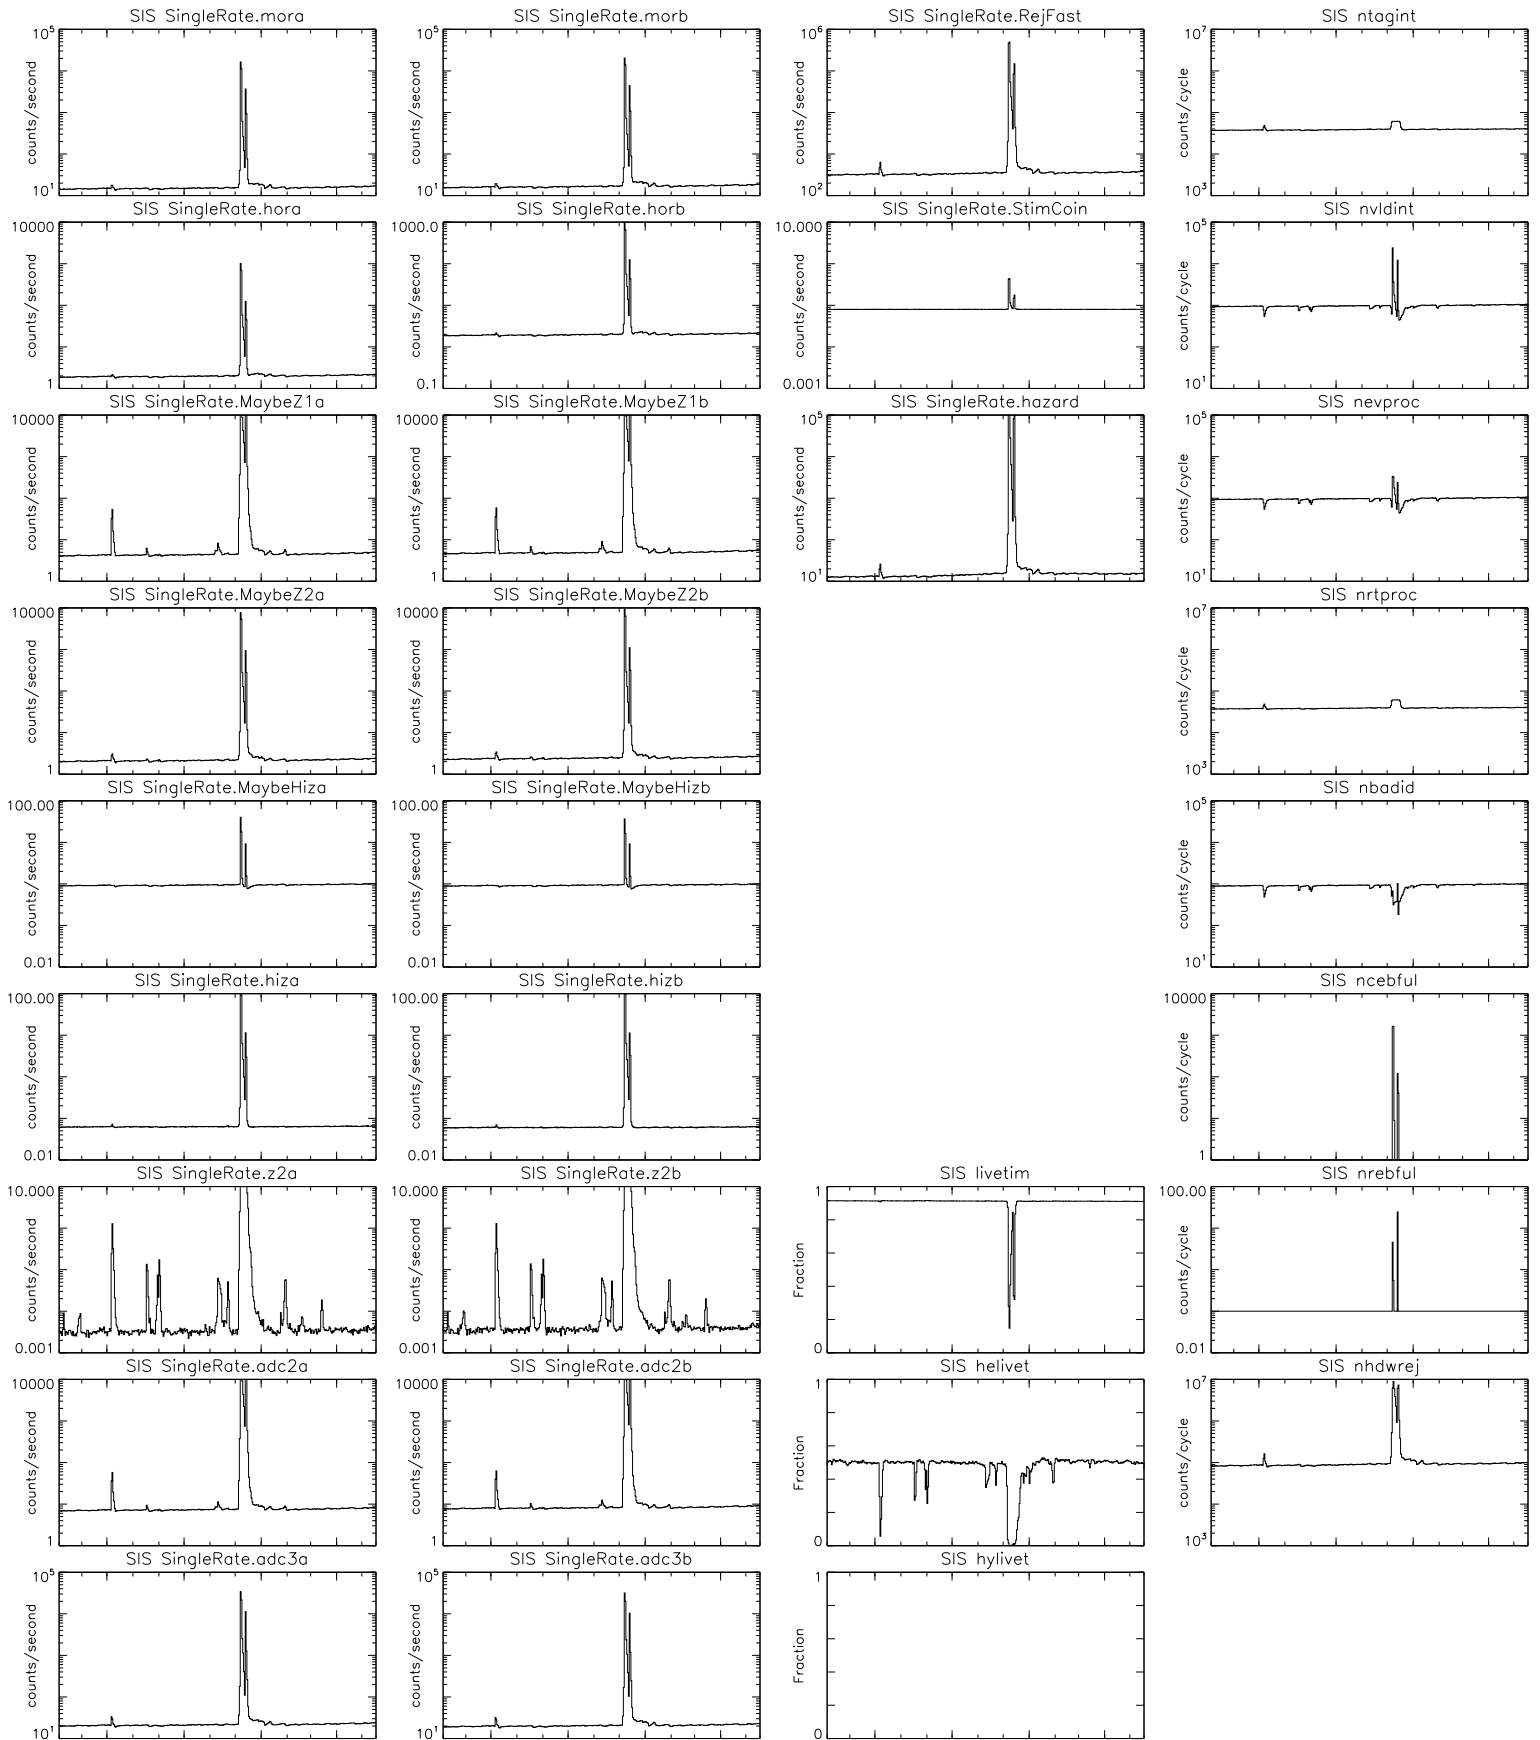 SIS SingleRate.mora
10^5
counts/second
10^1
SIS SingleRate.morb
10^5
counts/second
10^1
SIS SingleRate.RejFast
10^6
counts/second
10^2
SIS ntagint
10^7
counts/cycle
10^3
SIS SingleRate.hora
10000
counts/second
1
SIS SingleRate.horb
1000.0
counts/second
0.1
SIS SingleRate.StimCoin
10.000
counts/second
0.001
SIS nvldint
10^5
counts/cycle
10^1
SIS SingleRate.MaybeZ1a
10000
counts/second
1
SIS SingleRate.MaybeZ1b
10000
counts/second
1
SIS SingleRate.hazard
10^5
counts/second
10^1
SIS nevproc
10^5
counts/cycle
10^1
SIS SingleRate.MaybeZ2a
10000
counts/second
1
SIS SingleRate.MaybeZ2b
10000
counts/second
1
SIS nrtproc
10^7
counts/cycle
10^3
SIS SingleRate.MaybeHiza
100.00
counts/second
0.01
SIS SingleRate.MaybeHizb
100.00
counts/second
0.01
SIS nbadid
10^5
counts/cycle
10^1
SIS SingleRate.hiza
100.00
counts/second
0.01
SIS SingleRate.hizb
100.00
counts/second
0.01
SIS ncebful
10000
counts/cycle
1
SIS SingleRate.z2a
10.000
counts/second
0.001
SIS SingleRate.z2b
10.000
counts/second
0.001
SIS livetim
1
Fraction
0
SIS nrebful
100.00
counts/cycle
0.01
SIS SingleRate.adc2a
10000
counts/second
1
SIS SingleRate.adc2b
10000
counts/second
1
SIS helivet
1
Fraction
0
SIS nhdwrej
10^7
counts/cycle
10^3
SIS SingleRate.adc3a
10^5
counts/second
10^1
SIS SingleRate.adc3b
10^5
counts/second
10^1
SIS hylivet
1
Fraction
0